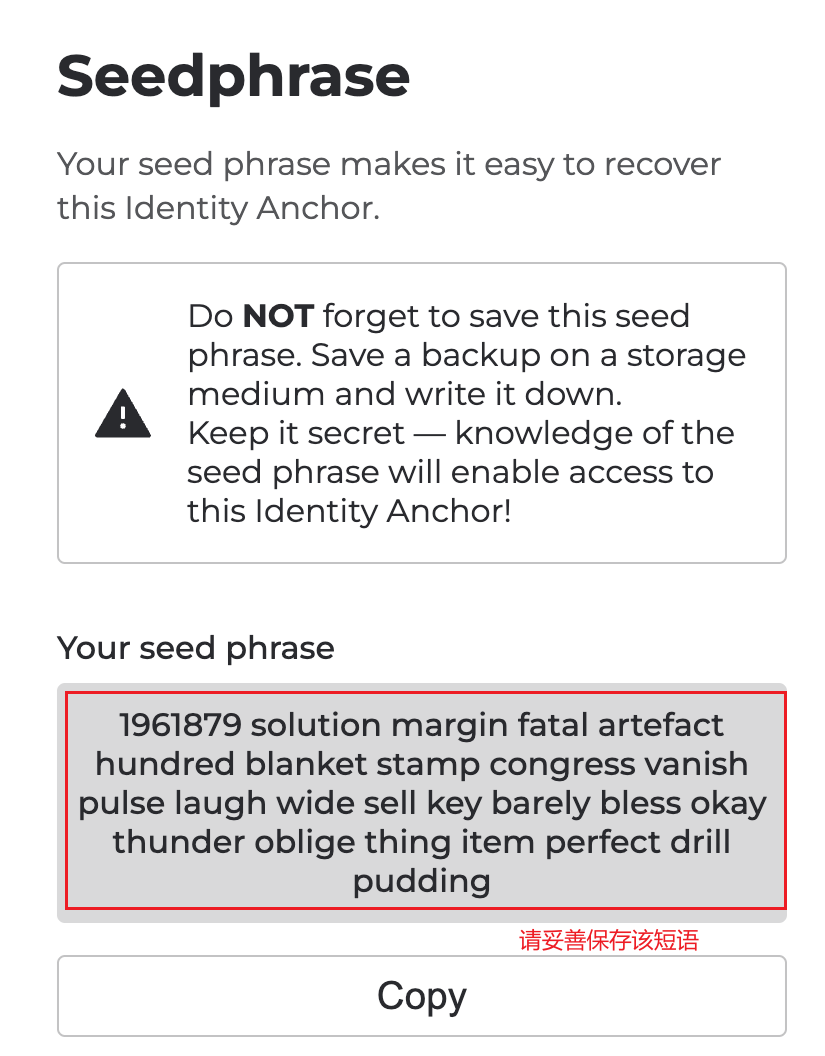 Seedphrase
Your seed phrase makes it easy to recover
this Identity Anchor.
Do NOT forget to save this seed
phrase. Save a backup on a storage
medium and write it down.
Keep it secret — knowledge of the
seed phrase will enable access to
this Identity Anchor!
Your seed phrase
1961879 solution margin fatal artefact
hundred blanket stamp congress vanish
pulse laugh wide sell key barely bless okay
thunder oblige thing item perfect drill
pudding
请妥善保存该短语
Copy